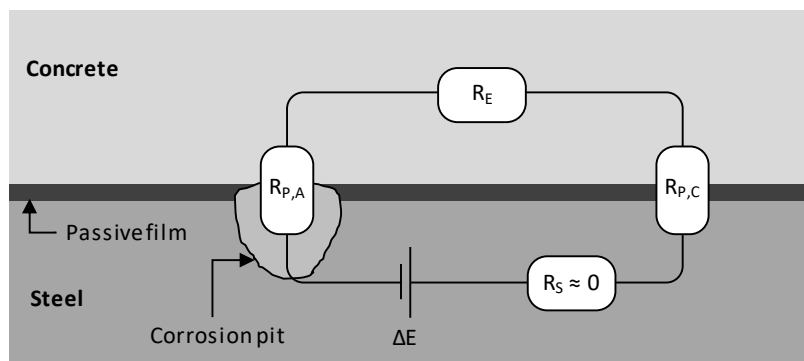 Concrete
R_E
R_P,A
R_P,C
Passive film
R_S ≈ 0
Steel
Corrosion pit
ΔE